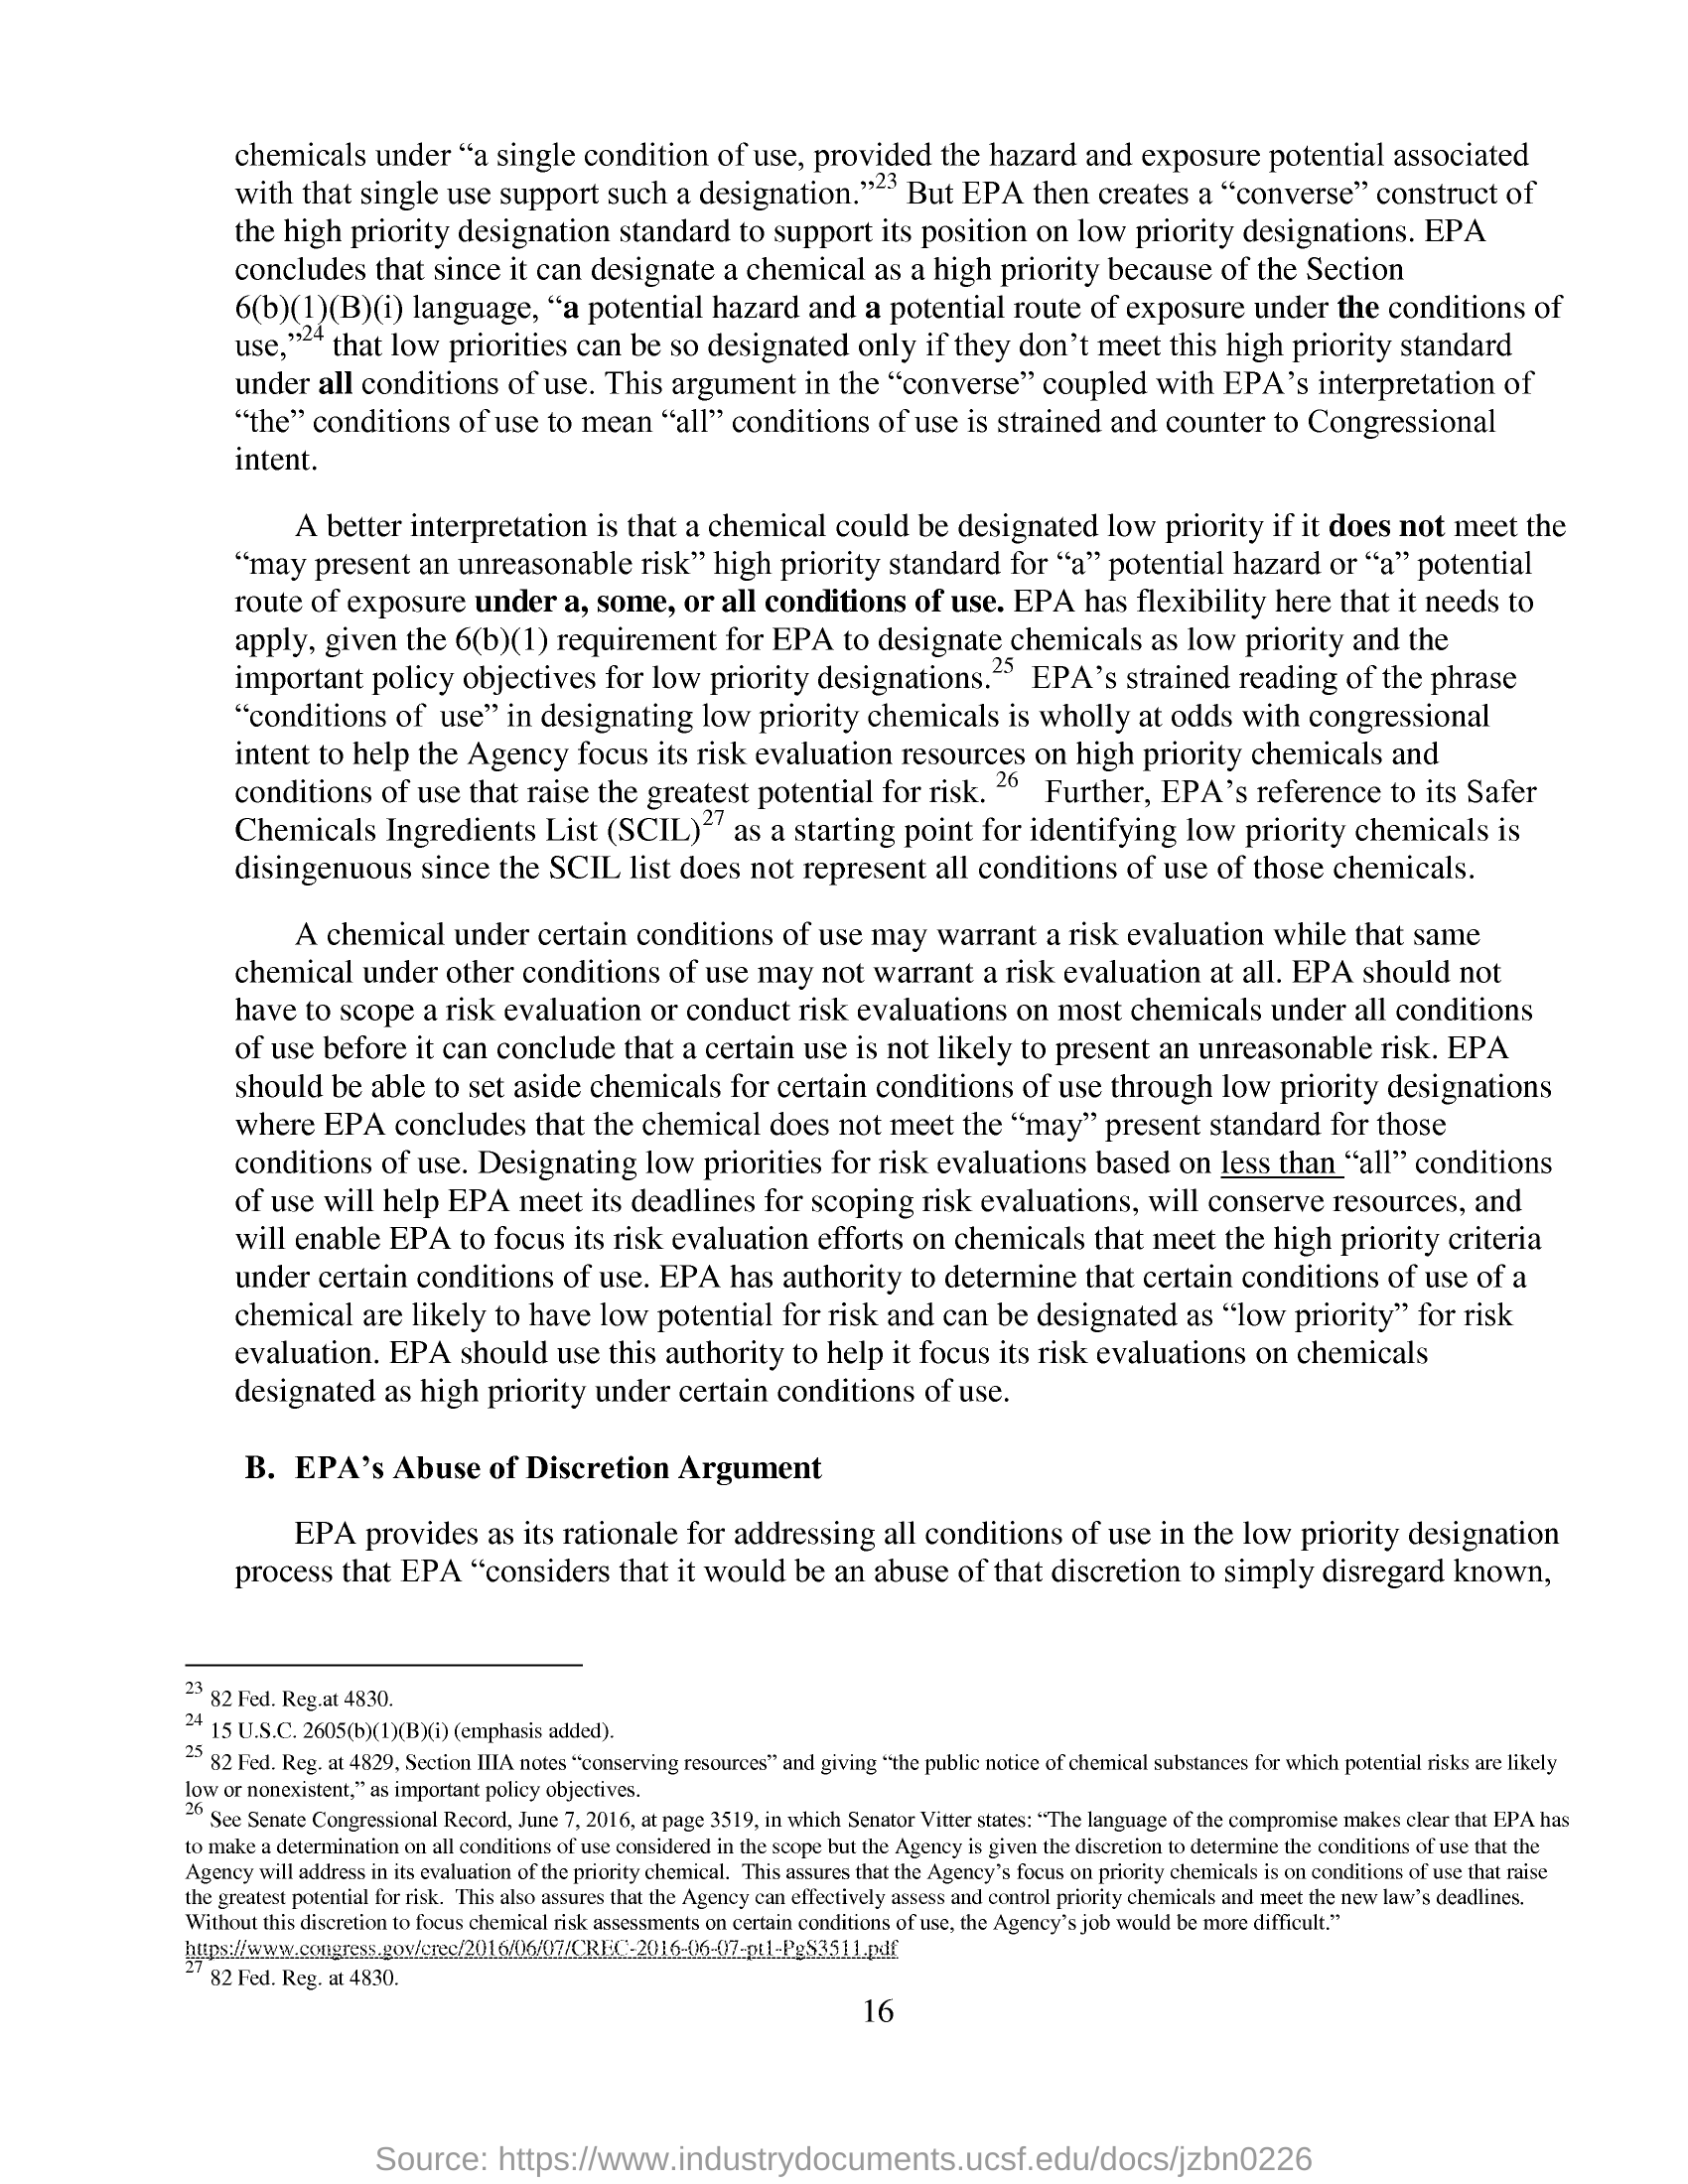 chemicals under “a single condition of use, provided the hazard and exposure potential associated
with that single use support such a designation.”23 But EPA then creates a “converse” construct of
the high priority designation standard to support its position on low priority designations. EPA
concludes that since it can designate a chemical as a high priority because of the Section
6(b)(1)(B)(i) language, “a potential hazard and a potential route of exposure under the conditions of
use,”24 that low priorities can be so designated only if they don’t meet this high priority standard
under all conditions of use. This argument in the “converse” coupled with EPA’s interpretation of
“the” conditions of use to mean “all” conditions of use is strained and counter to Congressional
intent.
A better interpretation is that a chemical could be designated low priority if it does not meet the
“may present an unreasonable risk” high priority standard for “a” potential hazard or “a” potential
route of exposure under a, some, or all conditions of use. EPA has flexibility here that it needs to
apply, given the 6(b)(1) requirement for EPA to designate chemicals as low priority and the
important policy objectives for low priority designations.25 EPA’s strained reading of the phrase
“conditions of use” in designating low priority chemicals is wholly at odds with congressional
intent to help the Agency focus its risk evaluation resources on high priority chemicals and
conditions of use that raise the greatest potential for risk. 26 Further, EPA’s reference to its Safer
Chemicals Ingredients List (SCIL)27 as a starting point for identifying low priority chemicals is
disingenuous since the SCIL list does not represent all conditions of use of those chemicals.
A chemical under certain conditions of use may warrant a risk evaluation while that same
chemical under other conditions of use may not warrant a risk evaluation at all. EPA should not
have to scope a risk evaluation or conduct risk evaluations on most chemicals under all conditions
of use before it can conclude that a certain use is not likely to present an unreasonable risk. EPA
should be able to set aside chemicals for certain conditions of use through low priority designations
where EPA concludes that the chemical does not meet the “may” present standard for those
conditions of use. Designating low priorities for risk evaluations based on less than “all” conditions
of use will help EPA meet its deadlines for scoping risk evaluations, will conserve resources, and
will enable EPA to focus its risk evaluation efforts on chemicals that meet the high priority criteria
under certain conditions of use. EPA has authority to determine that certain conditions of use of a
chemical are likely to have low potential for risk and can be designated as “low priority” for risk
evaluation. EPA should use this authority to help it focus its risk evaluations on chemicals
designated as high priority under certain conditions of use.
B. EPA’s Abuse of Discretion Argument
EPA provides as its rationale for addressing all conditions of use in the low priority designation
process that EPA “considers that it would be an abuse of that discretion to simply disregard known,
23 82 Fed. Reg.at 4830.
24 15 U.S.C. 2605(b)(1)(B)(i) (emphasis added).
25 82 Fed. Reg. at 4829, Section IIIA notes “conserving resources” and giving “the public notice of chemical substances for which potential risks are likely
low or nonexistent,” as important policy objectives.
26 See Senate Congressional Record, June 7, 2016, at page 3519, in which Senator Vitter states: “The language of the compromise makes clear that EPA has
to make a determination on all conditions of use considered in the scope but the Agency is given the discretion to determine the conditions of use that the
Agency will address in its evaluation of the priority chemical. This assures that the Agency’s focus on priority chemicals is on conditions of use that raise
the greatest potential for risk. This also assures that the Agency can effectively assess and control priority chemicals and meet the new law’s deadlines.
Without this discretion to focus chemical risk assessments on certain conditions of use, the Agency’s job would be more difficult.”
https://www.congress.gov/crec/2016/06/07/CREC-2016-06-07-pt1-PgS3511.pdf
27 82 Fed. Reg. at 4830.
16
Source: https://www.industrydocuments.ucsf.edu/docs/jzbn0226